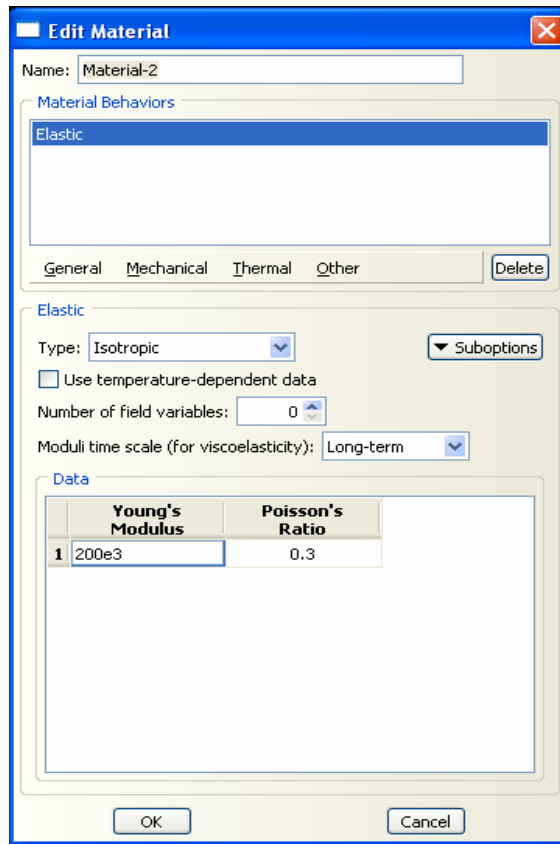 Edit Material
Name: Material-2
Material Behaviors
Elastic
General Mechanical Thermal Other Delete
Elastic
Type: Isotropic Suboptions
Use temperature-dependent data
Number of field variables: 0
Moduli time scale (for viscoelasticity): Long-term
Data
Young's Poisson's
Modulus Ratio
1 200e3 0.3
OK Cancel